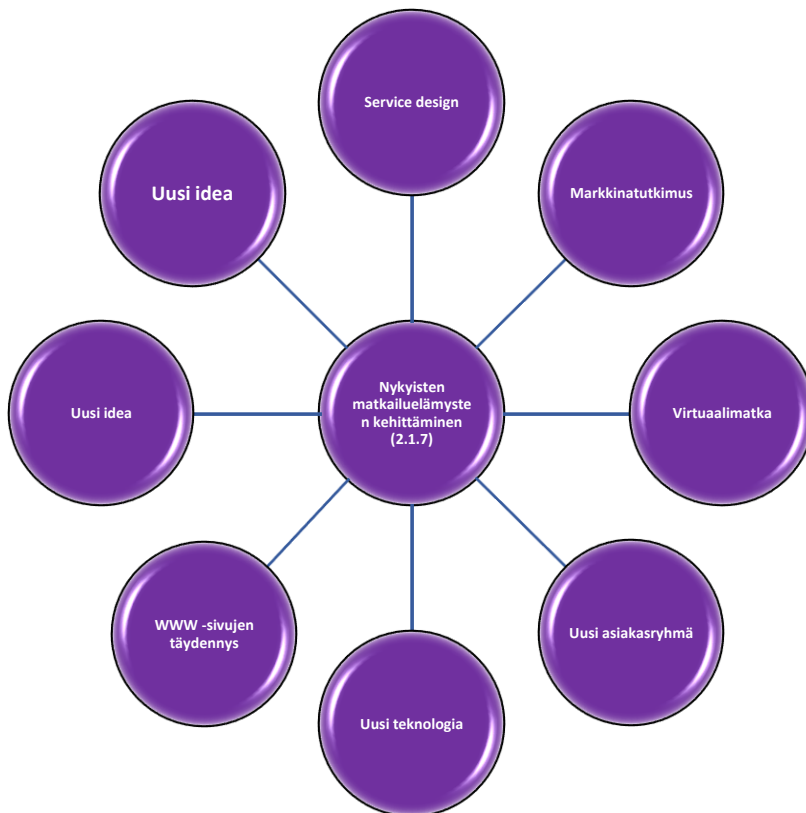 Service design
Uusi idea
Markkinatutkimus
Uusi idea
Nykyisten
matkailuelämyste
n kehittäminen
(2.1.7)
Virtuaalimatka
WWW -sivujen
täydennys
Uusi asiakasryhmä
Uusi teknologia